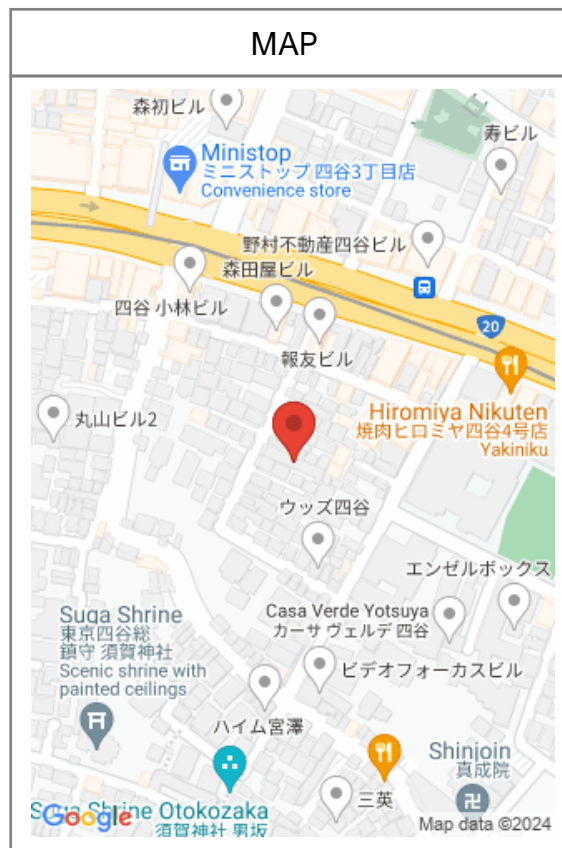 MAP
森初ビル
寿ビル
Ministop
ミニストップ 四谷3丁目店
Convenience store
野村不動産四谷ビル
森田屋ビル
四谷 小林ビル
20
報友ビル
Hiromiya Nikuten
焼肉ヒロミヤ四谷4号店
Yakiniku
丸山ビル2
ウッズ四谷
エンゼルボックス
Casa Verde Yotsuya
カーサ ヴェルデ 四谷
Suga Shrine
東京四谷総
鎮守 須賀神社
Scenic shrine with
painted ceilings
ビデオフォーカスビル
ハイム宮澤
Shinjoin
真成院
三英
Suga Shrine Otokozaka
須賀神社 男坂
Google
Map data ©2024